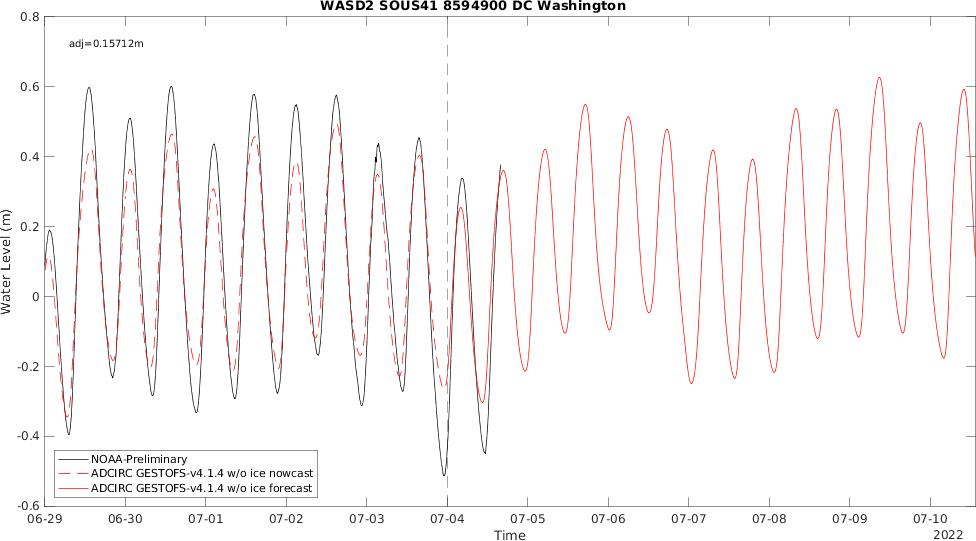 WASD2 SOUS41 8594900 DC Washington
0.8
adj=0.15712m
0.6
0.4
0.2
0
-0.2
-0.4
-0.6
Water Level (m)
NOAA-Preliminary
ADCIRC GESTOFS-v4.1.4 w/o ice nowcast
ADCIRC GESTOFS-v4.1.4 w/o ice forecast
06-29 06-30 07-01 07-02 07-03 07-04 07-05 07-06 07-07 07-08 07-09 07-10
Time
2022